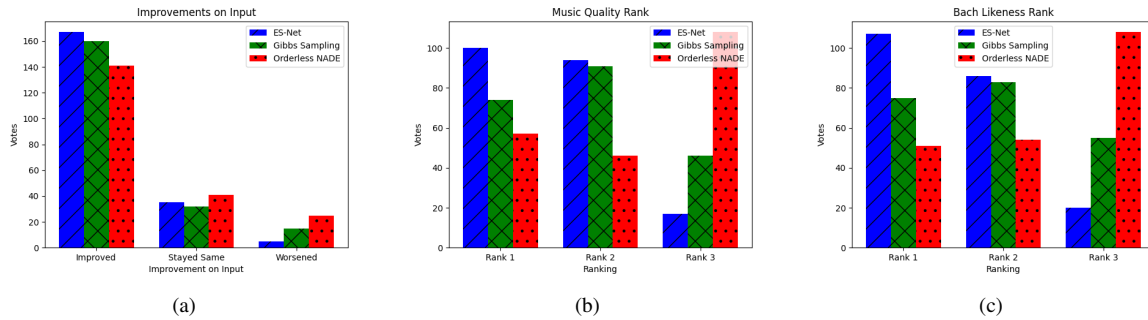 Improvements on Input
ES-Net
Gibbs Sampling
Orderless NADE
Votes
160
140
120
100
80
60
40
20
0
Improved
Stayed Same
Worsened
Improvement on Input
(a)
Music Quality Rank
ES-Net
Gibbs Sampling
Orderless NADE
Votes
100
80
60
40
20
0
Rank 1
Rank 2
Rank 3
Ranking
(b)
Bach Likeness Rank
ES-Net
Gibbs Sampling
Orderless NADE
Votes
100
80
60
40
20
0
Rank 1
Rank 2
Rank 3
Ranking
(c)